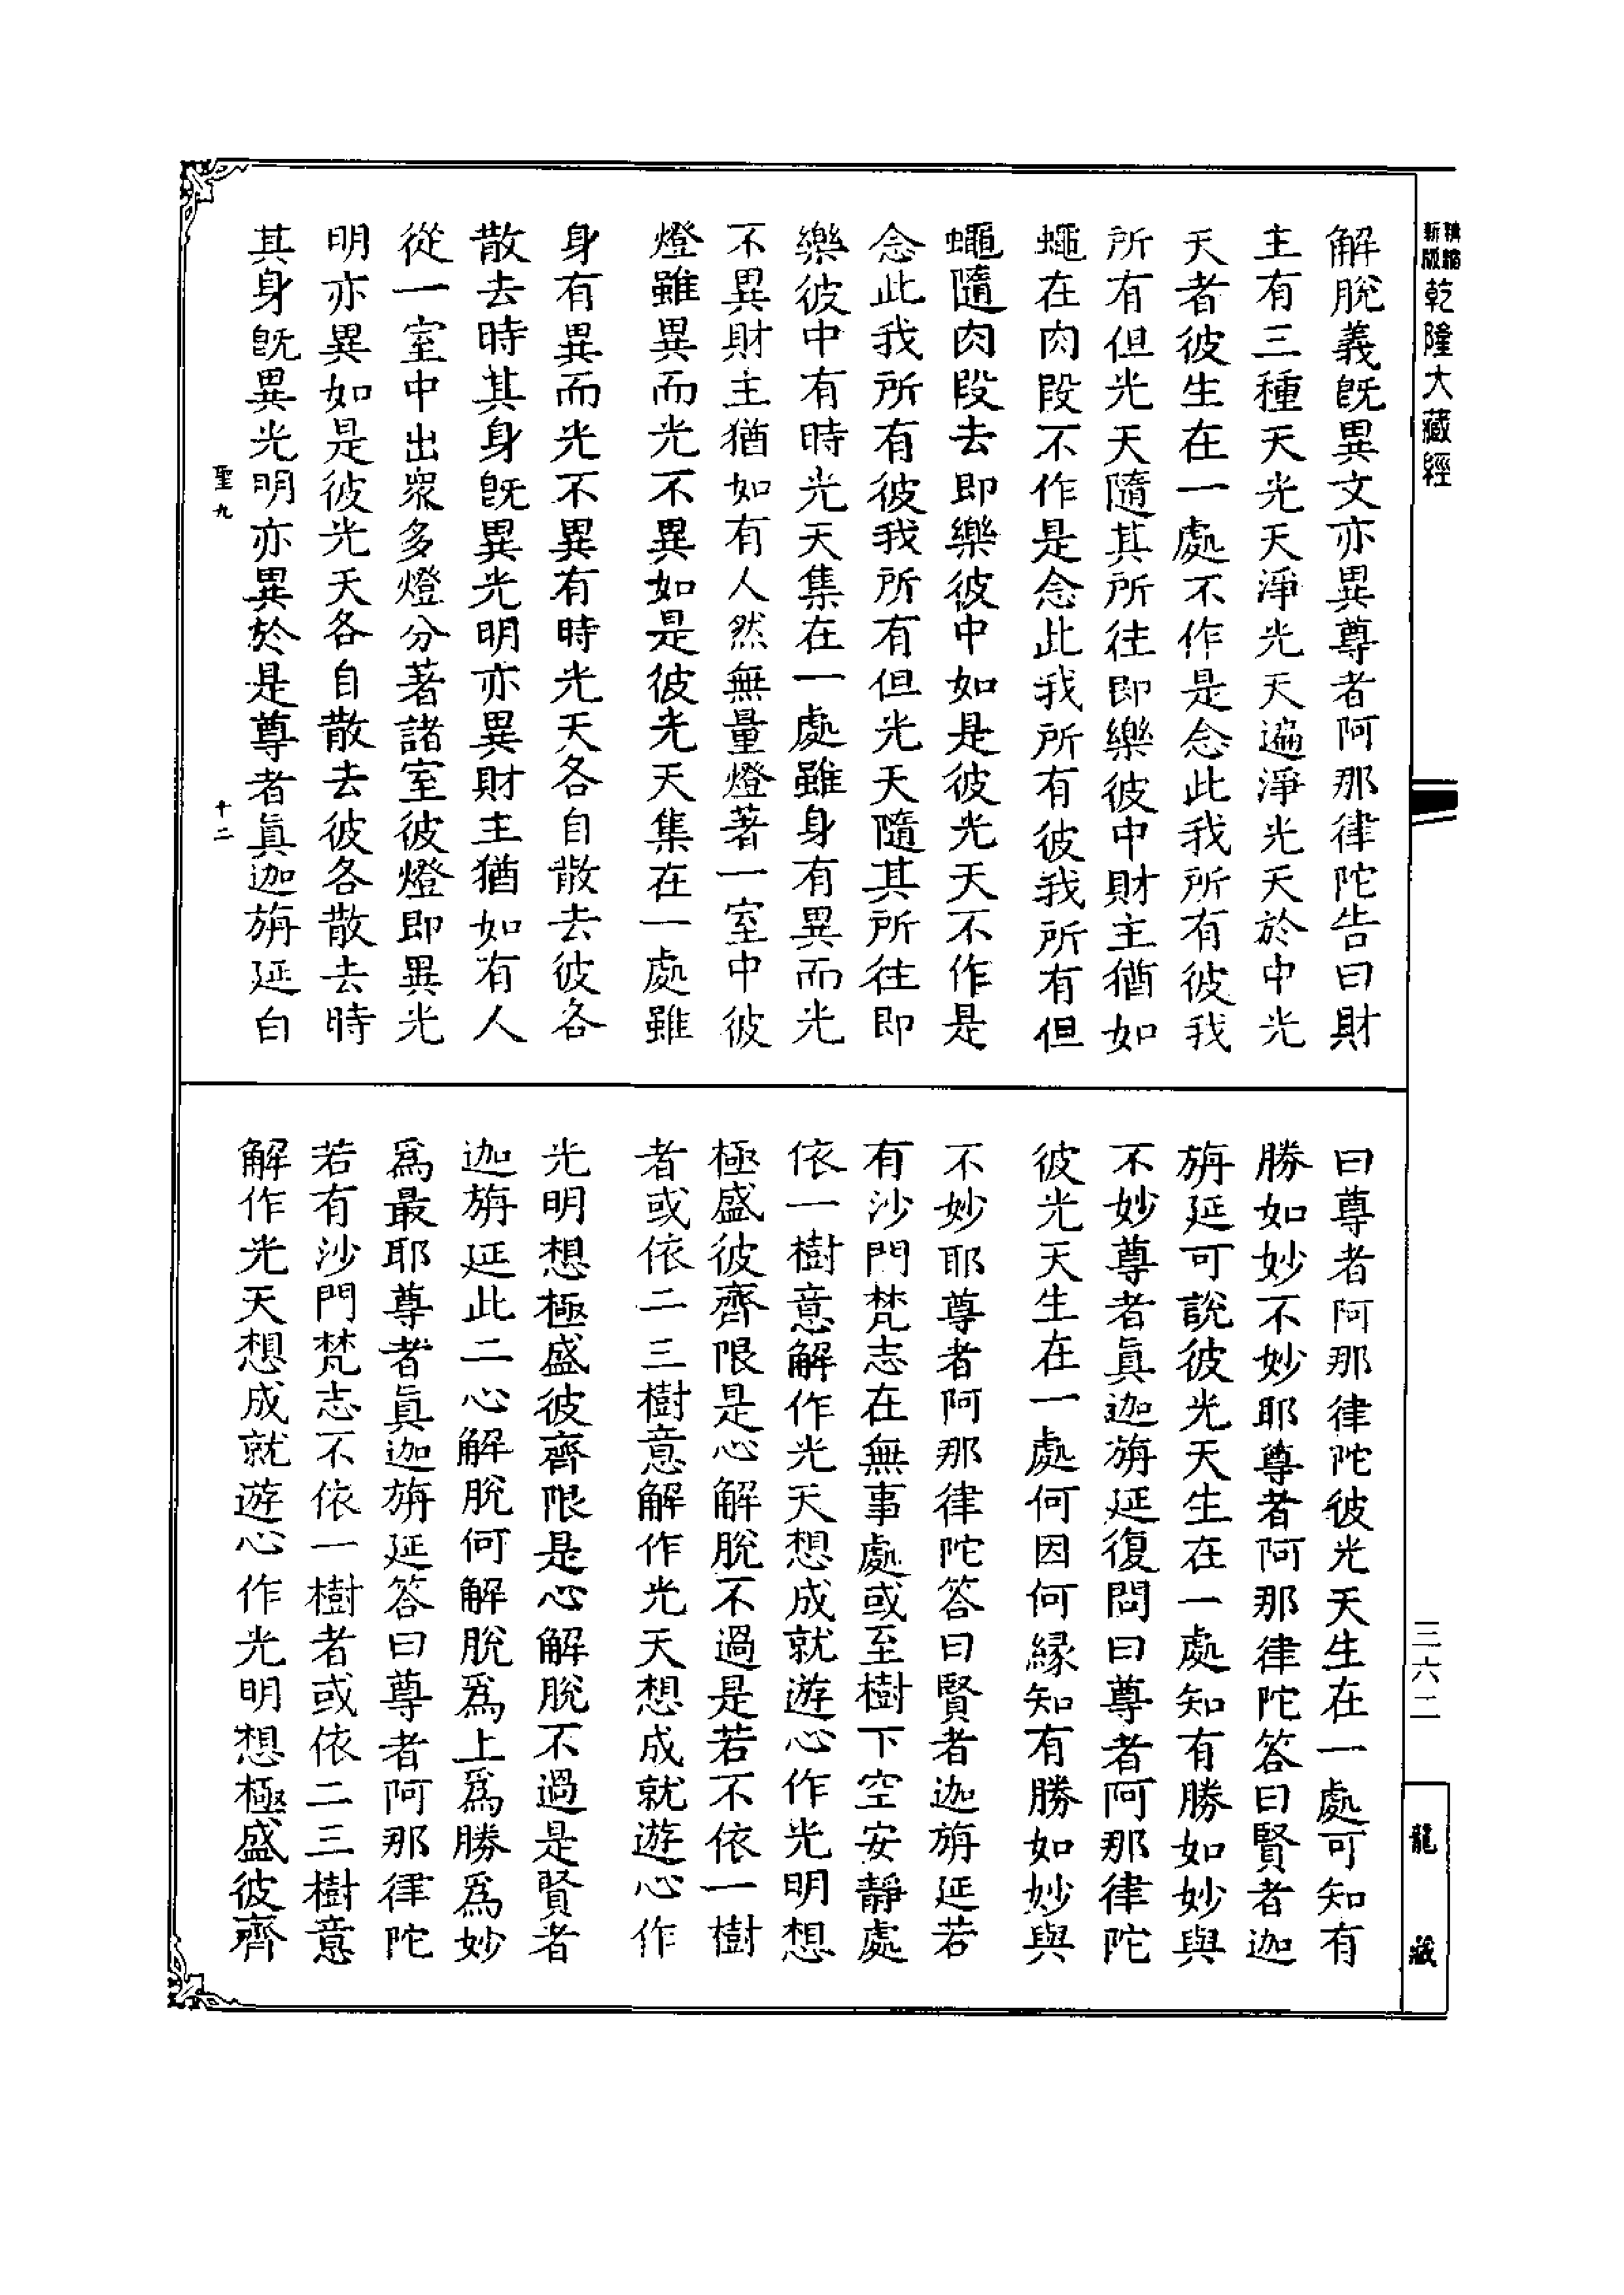 精縮新版乾隆大藏經
解脫義旣異文亦異尊者阿那律陀告曰財
主有三種天光天淨光天遍淨光天於中光
天者彼生在一處不作是念此我所有彼我
所有但光天隨其所往即樂彼中財主猶如
蠅在肉段不作是念此我所有彼我所有但
蠅隨肉段去即樂彼中如是彼光天不作是
念此我所有彼我所有但光天隨其所往即
樂彼中有時光天集在一處雖身有異而光
不異財主猶如有人然無量燈著一室中彼
燈雖異而光不異如是彼光天集在一處雖
身有異而光不異有時光天各自散去彼各
散去時其身旣異光明亦異財主猶如有人
從一室中出衆多燈分著諸室彼燈即異光
明亦異如是彼光天各自散去彼各散去時
其身旣異光明亦異於是尊者眞迦旃延白
聖九 十二
曰尊者阿那律陀彼光天生在一處可知有
勝如妙不妙耶尊者阿那律陀答曰賢者迦
旃延可說彼光天生在一處知有勝如妙與
不妙尊者眞迦旃延復問曰尊者阿那律陀
彼光天生在一處何因何緣知有勝如妙與
不妙耶尊者阿那律陀答曰賢者迦旃延若
有沙門梵志在無事處或至樹下空安靜處
依一樹意解作光天想成就遊心作光明想
極盛彼齊限是心解脫不過是若不依一樹
者或依二三樹意解作光天想成就遊心作
光明想極盛彼齊限是心解脫不過是賢者
迦旃延此二心解脫何解脫爲上爲勝爲妙
爲最耶尊者眞迦旃延答曰尊者阿那律陀
若有沙門梵志不依一樹者或依二三樹意
解作光天想成就遊心作光明想極盛彼齊
三六二
龍藏